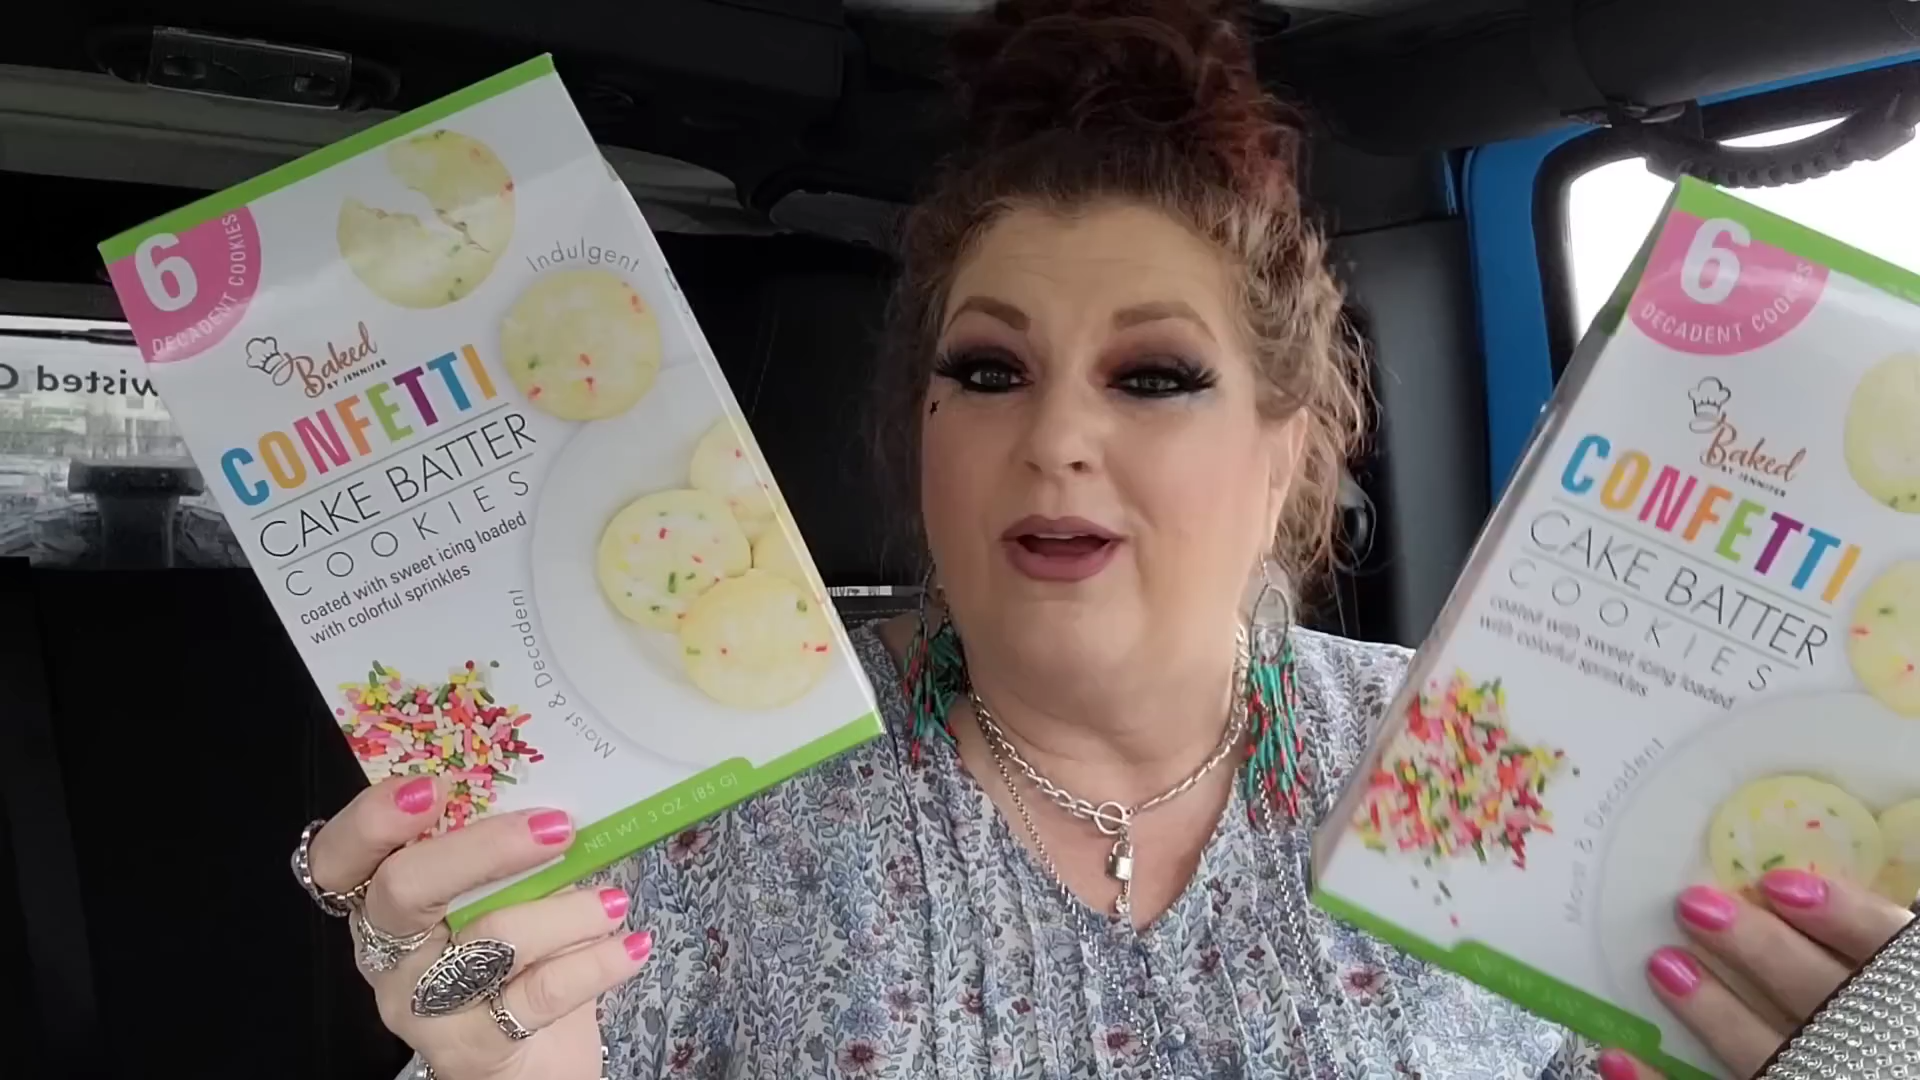 6
DECADENT COOKIES
Baked
BY JENNIFER
CONFETTI
CAKE BATTER
COOKIES
coated with sweet icing loaded
with colorful sprinkles
Indulgent
Moist & Decadent
NET WT. 3 OZ (85 G)
6
DECADENT COOKIES
Baked
BY JENNIFER
CONFETTI
CAKE BATTER
COOKIES
coated with sweet icing loaded
with colorful sprinkles
Moist & Decadent